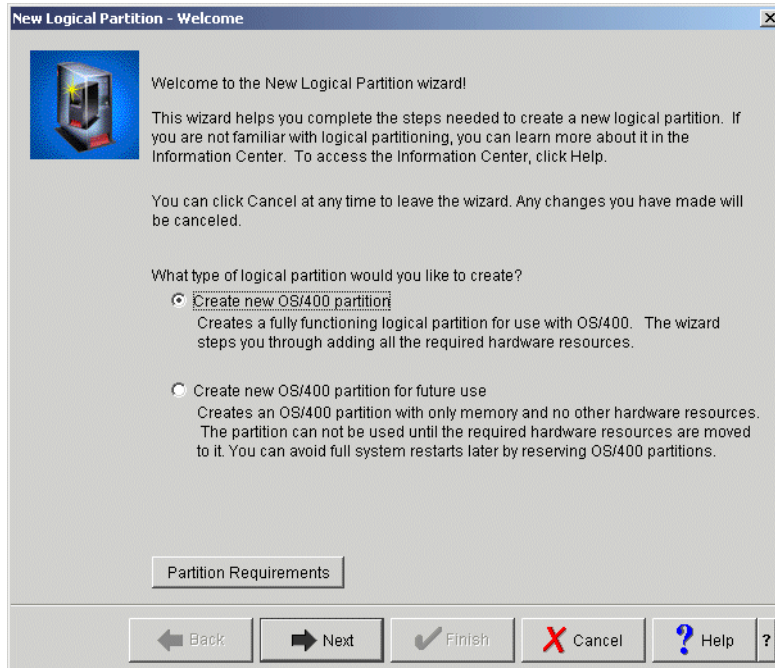 New Logical Partition - Welcome
Welcome to the New Logical Partition wizard!
This wizard helps you complete the steps needed to create a new logical partition. If
you are not familiar with logical partitioning, you can learn more about it in the
Information Center. To access the Information Center, click Help.
You can click Cancel at any time to leave the wizard. Any changes you have made will
be canceled.
What type of logical partition would you like to create?
Create new OS/400 partition
Creates a fully functioning logical partition for use with OS/400. The wizard
steps you through adding all the required hardware resources.
Create new OS/400 partition for future use
Creates an OS/400 partition with only memory and no other hardware resources.
The partition can not be used until the required hardware resources are moved
to it. You can avoid full system restarts later by reserving OS/400 partitions.
Partition Requirements
Back Next Finish Cancel ? Help ?